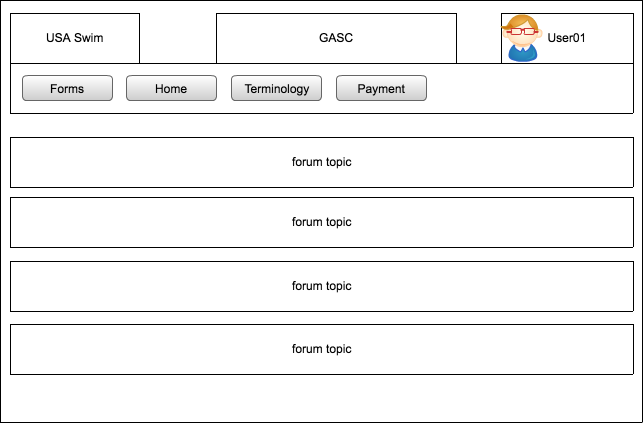 USA Swim
GASC
User01
Forms
Home
Terminology
Payment
forum topic
forum topic
forum topic
forum topic